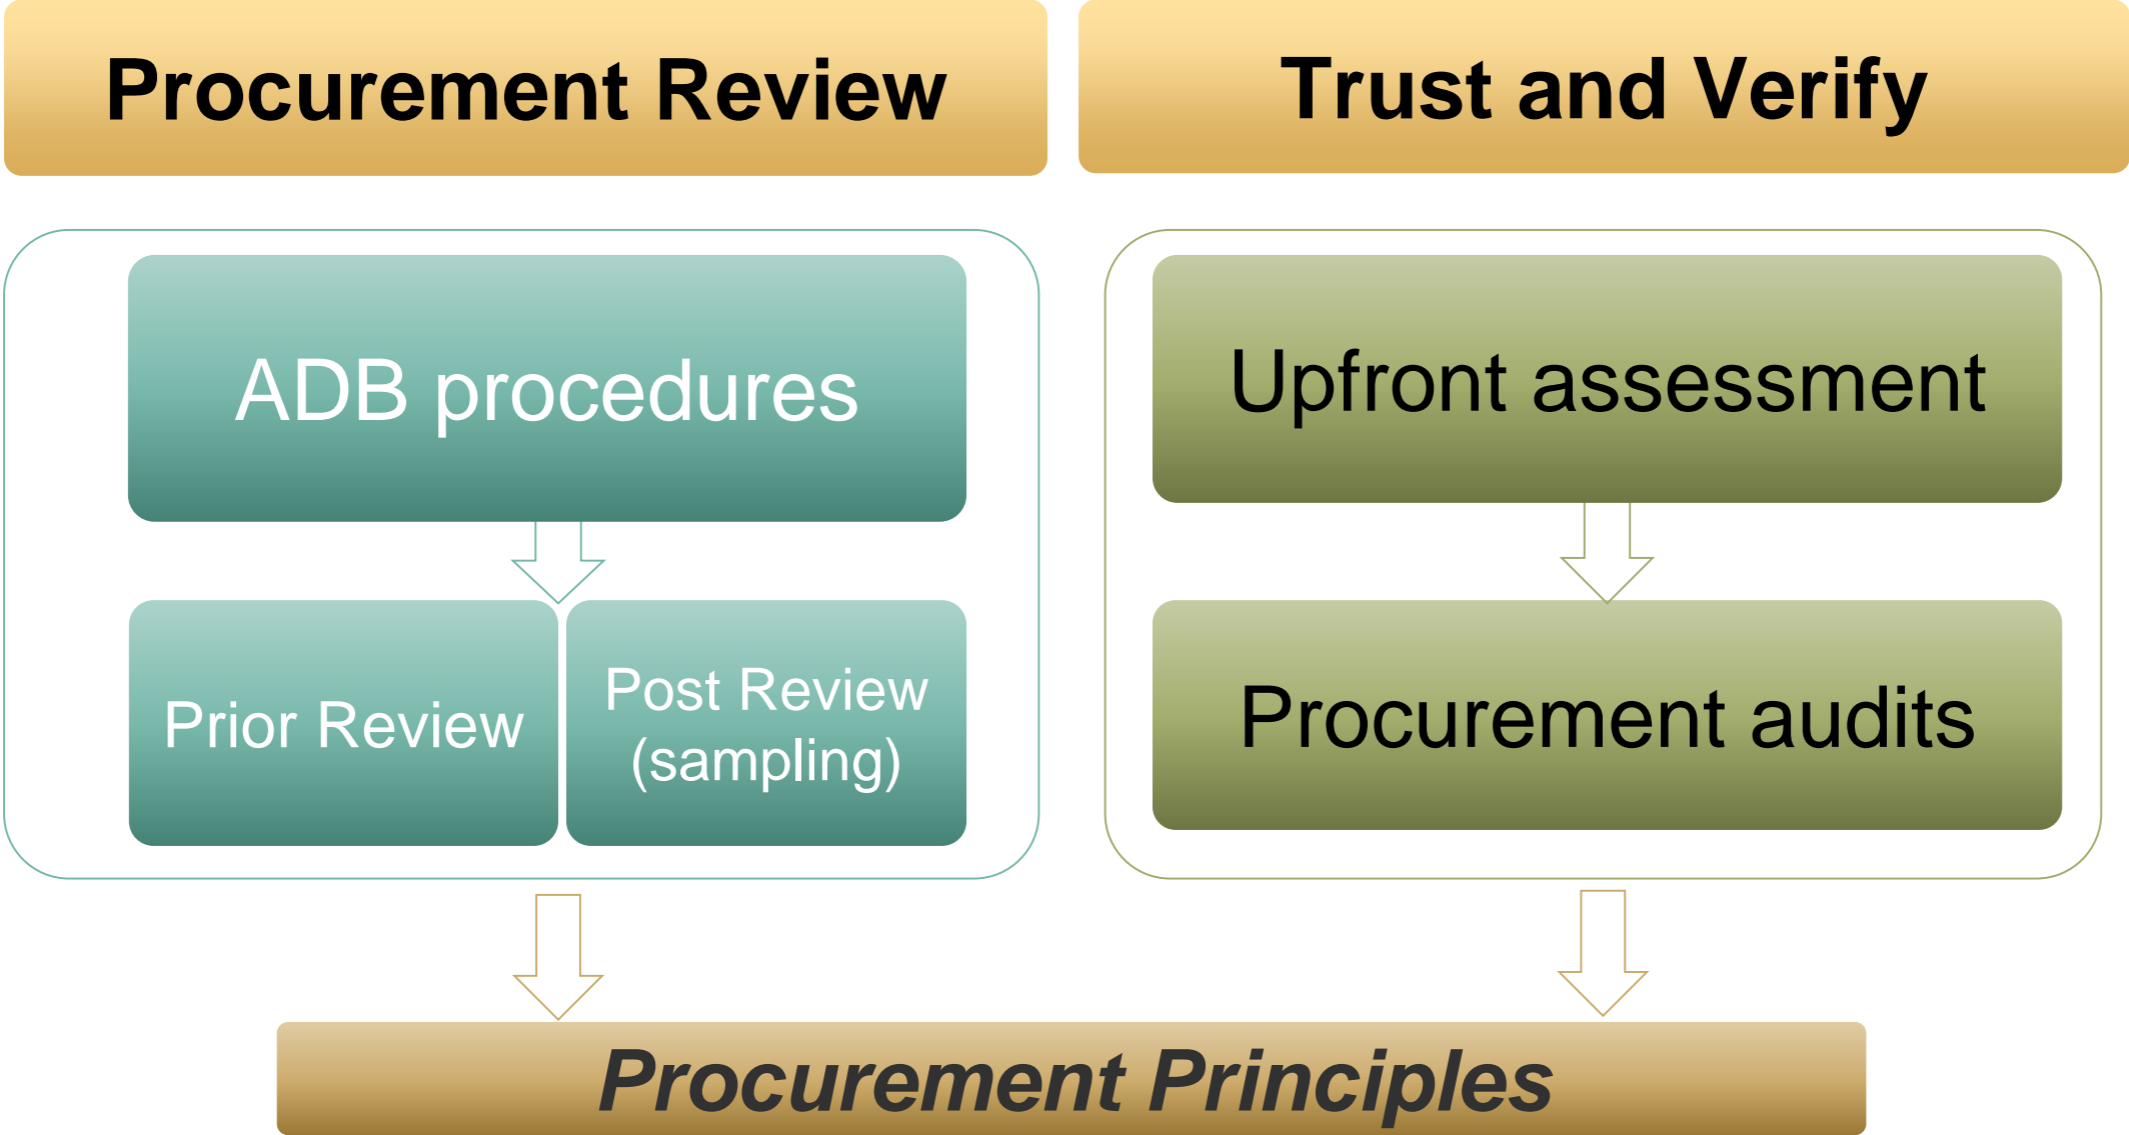 Procurement Review
Trust and Verify
ADB procedures
Prior Review
Post Review
(sampling)
Upfront assessment
Procurement audits
Procurement Principles